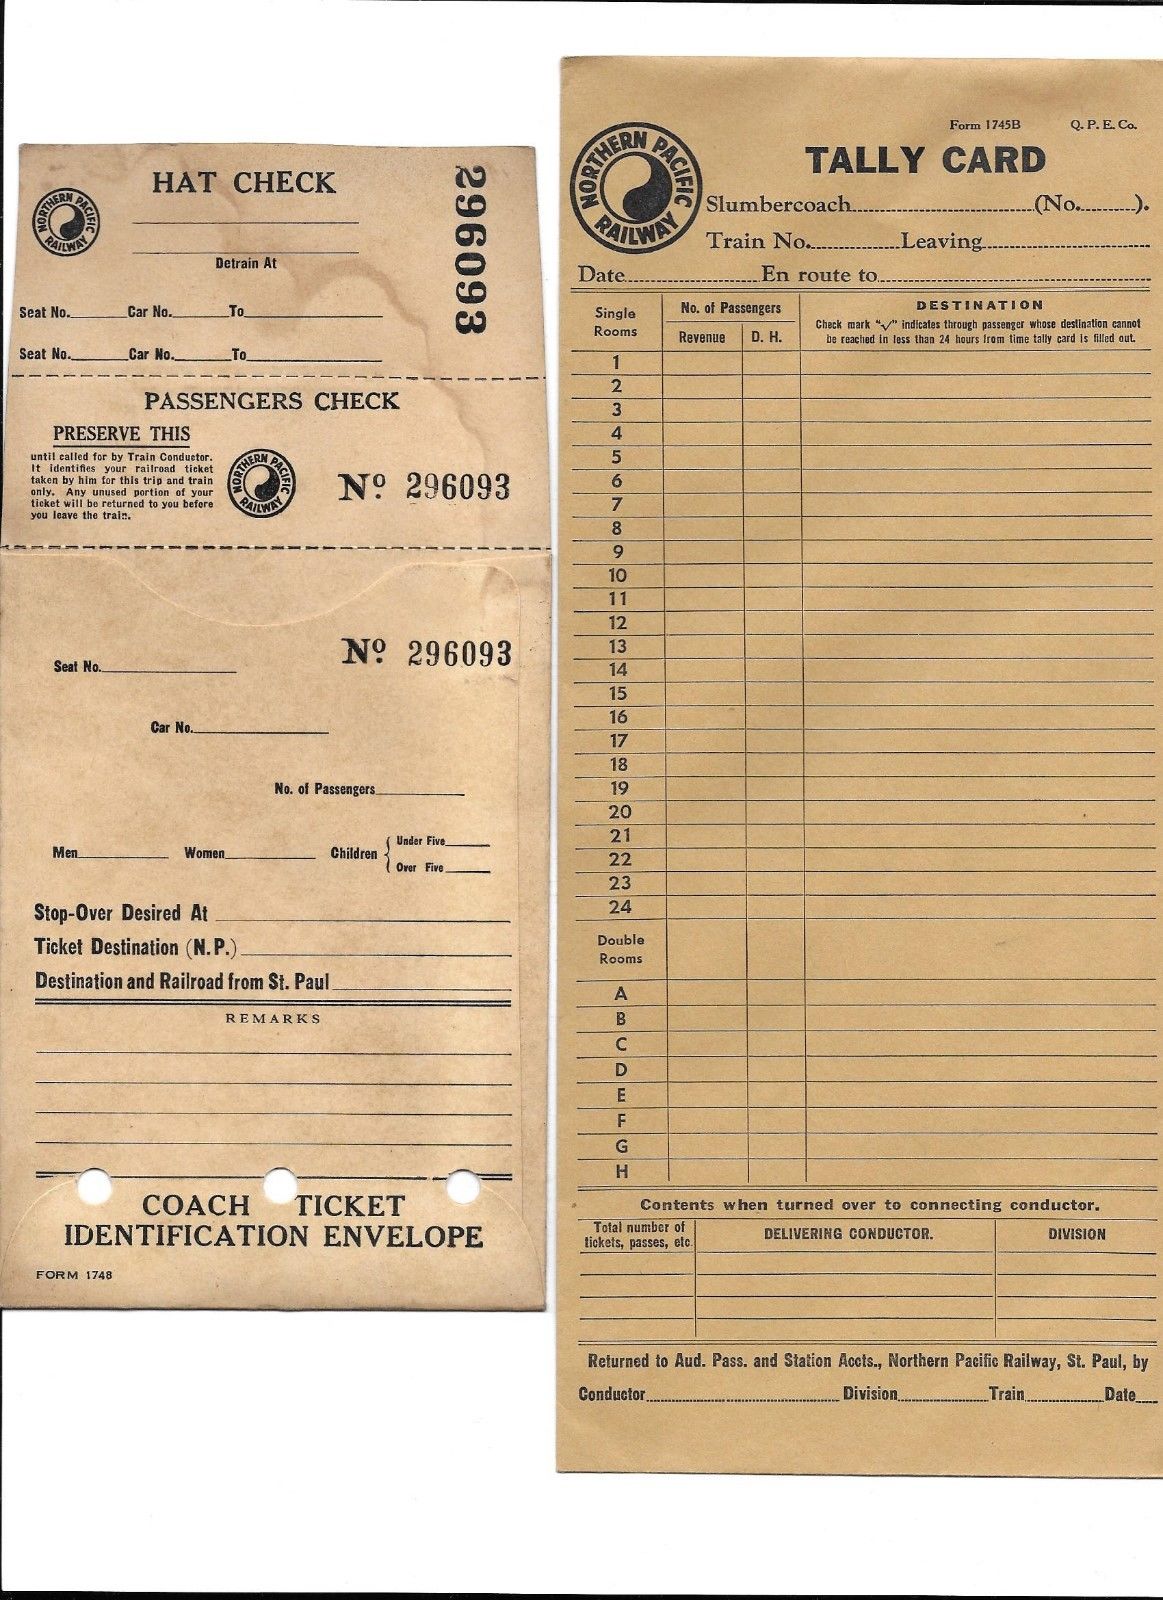 HAT CHECK
296093
NORTHERN PACIFIC
RAILWAY
Detrain At
Seat No. Car No. To
Seat No. Car No. To
PASSENGERS CHECK
PRESERVE THIS
until called for by Train Conductor.
It identifies your railroad ticket
taken by him for this trip and train
only. Any unused portion of your
ticket will be returned to you before
you leave the train.
NORTHERN PACIFIC
RAILWAY
Nº 296093
Nº 296093
Seat No.
Car No.
No. of Passengers
Men Women Children { Under Five
Over Five
Stop-Over Desired At
Ticket Destination (N.P.)
Destination and Railroad from St. Paul
REMARKS
COACH TICKET
IDENTIFICATION ENVELOPE
FORM 1748
Form 1745B Q. P. E. Co.
NORTHERN PACIFIC
RAILWAY
TALLY CARD
Slumbercoach (No. ).
Train No. Leaving
Date En route to
Single
Rooms
No. of Passengers
Revenue D. H.
DESTINATION
Check mark "✓" indicates through passenger whose destination cannot
be reached in less than 24 hours from time tally card is filled out.
1
2
3
4
5
6
7
8
9
10
11
12
13
14
15
16
17
18
19
20
21
22
23
24
Double
Rooms
A
B
C
D
E
F
G
H
Contents when turned over to connecting conductor.
Total number of
tickets, passes, etc.
DELIVERING CONDUCTOR.
DIVISION
Returned to Aud. Pass. and Station Accts., Northern Pacific Railway, St. Paul, by
Conductor Division Train Date